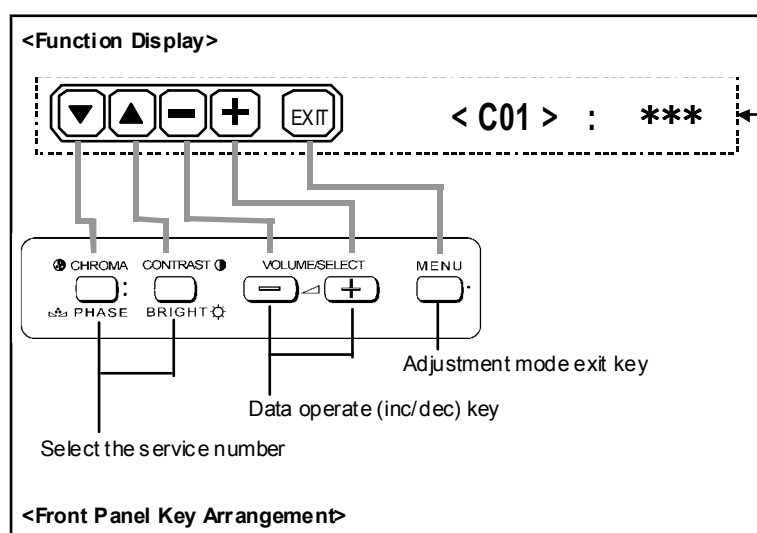 <Function Display>
EXIT < C01 > : ***
CHROMA CONTRAST VOLUME/SELECT MENU
: .
− +
PHASE BRIGHT
Adjustment mode exit key
Data operate (inc/dec) key
Select the service number
<Front Panel Key Arrangement>